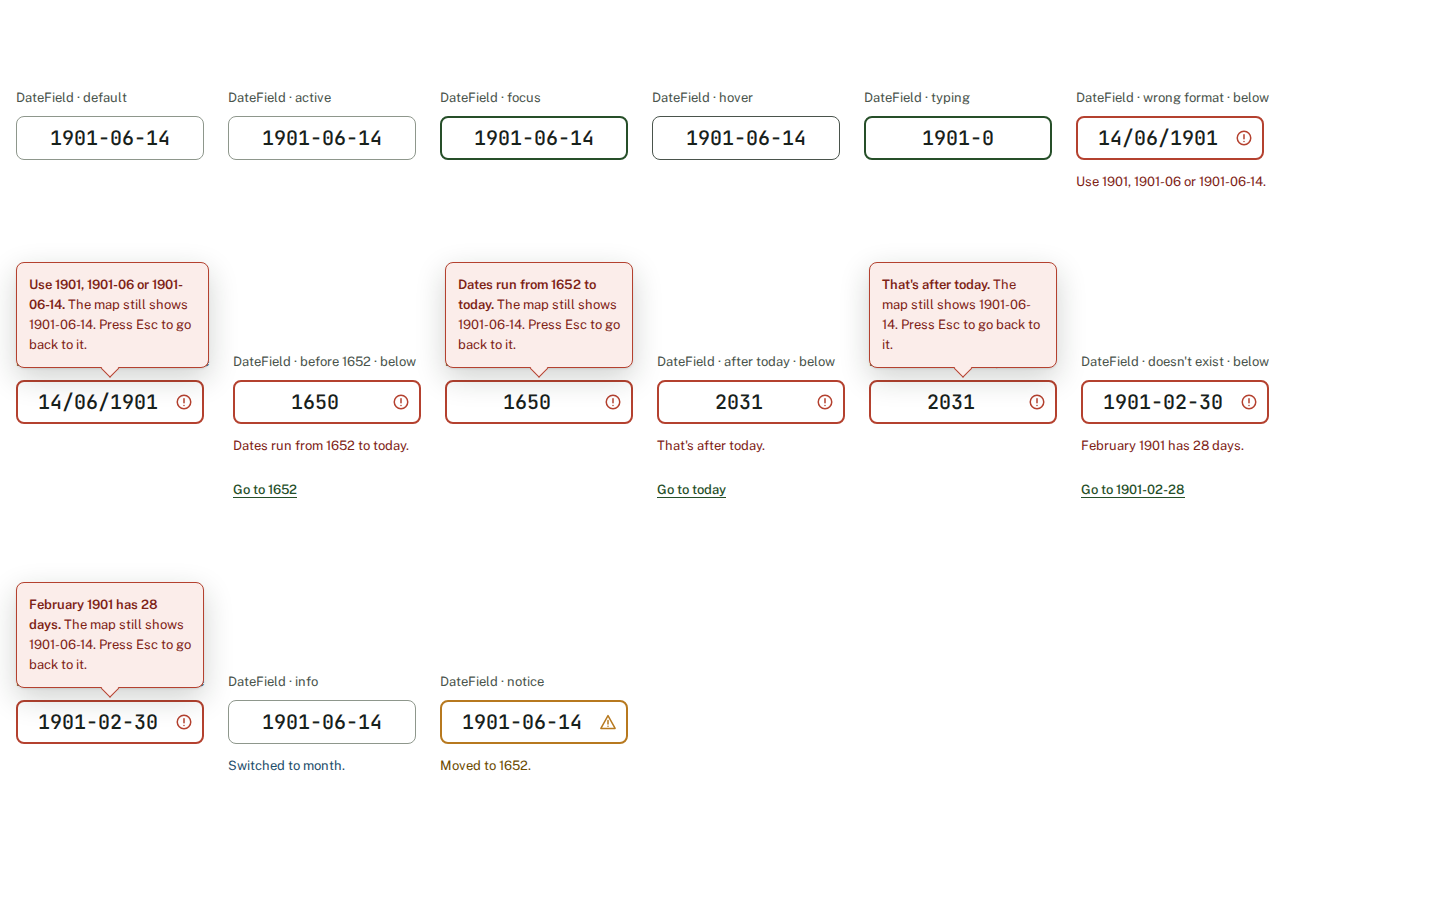 DateField · default
DateField · active
DateField · focus
DateField · hover
DateField · typing
DateField · wrong format · below
1901-06-14
1901-06-14
1901-06-14
1901-06-14
1901-0
14/06/1901
Use 1901, 1901-06 or 1901-06-14.
Use 1901, 1901-06 or 1901-
06-14. The map still shows
1901-06-14. Press Esc to go
back to it.
14/06/1901
DateField · before 1652 · below
1650
Dates run from 1652 to today.
Go to 1652
Dates run from 1652 to
today. The map still shows
1901-06-14. Press Esc to go
back to it.
1650
DateField · after today · below
2031
That's after today.
Go to today
That's after today. The
map still shows 1901-06-
14. Press Esc to go back to
it.
2031
DateField · doesn't exist · below
1901-02-30
February 1901 has 28 days.
Go to 1901-02-28
February 1901 has 28
days. The map still shows
1901-06-14. Press Esc to go
back to it.
1901-02-30
DateField · info
1901-06-14
Switched to month.
DateField · notice
1901-06-14
Moved to 1652.